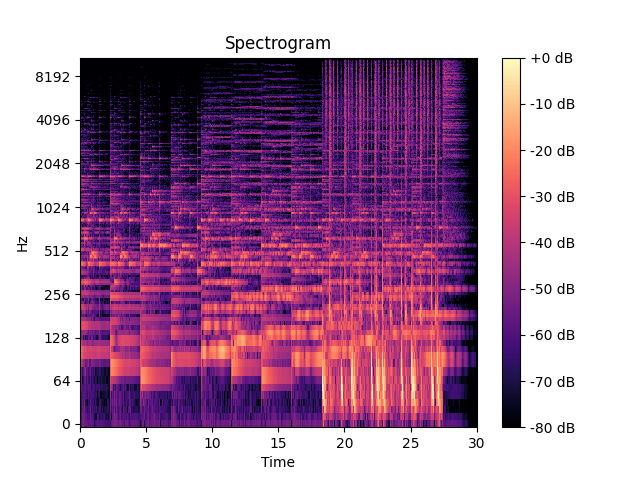 Spectrogram
Hz
8192
4096
2048
1024
512
256
128
64
0
0 5 10 15 20 25 30
Time
+0 dB
-10 dB
-20 dB
-30 dB
-40 dB
-50 dB
-60 dB
-70 dB
-80 dB